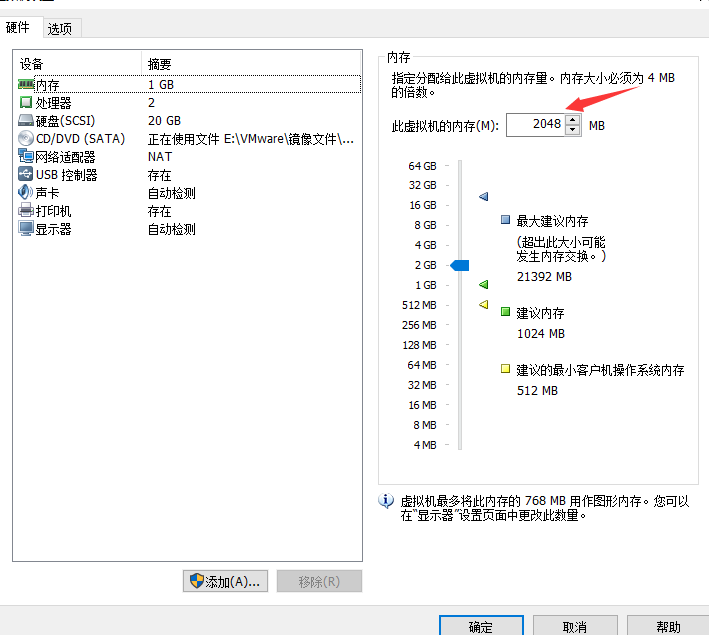 硬件 选项
设备 摘要
内存 1 GB
处理器 2
硬盘(SCSI) 20 GB
CD/DVD (SATA) 正在使用文件 E:\VMware\镜像文件\...
网络适配器 NAT
USB 控制器 存在
声卡 自动检测
打印机 存在
显示器 自动检测
添加(A)... 移除(R)
内存
指定分配给此虚拟机的内存量。内存大小必须为 4 MB
的倍数。
此虚拟机的内存(M): 2048 MB
64 GB
32 GB
16 GB
8 GB
4 GB
2 GB
1 GB
512 MB
256 MB
128 MB
64 MB
32 MB
16 MB
8 MB
4 MB
最大建议内存
(超出此大小可能
发生内存交换。)
21392 MB
建议内存
1024 MB
建议的最小客户机操作系统内存
512 MB
虚拟机最多将此内存的 768 MB 用作图形内存。您可以
在"显示器"设置页面中更改此数量。
确定 取消 帮助